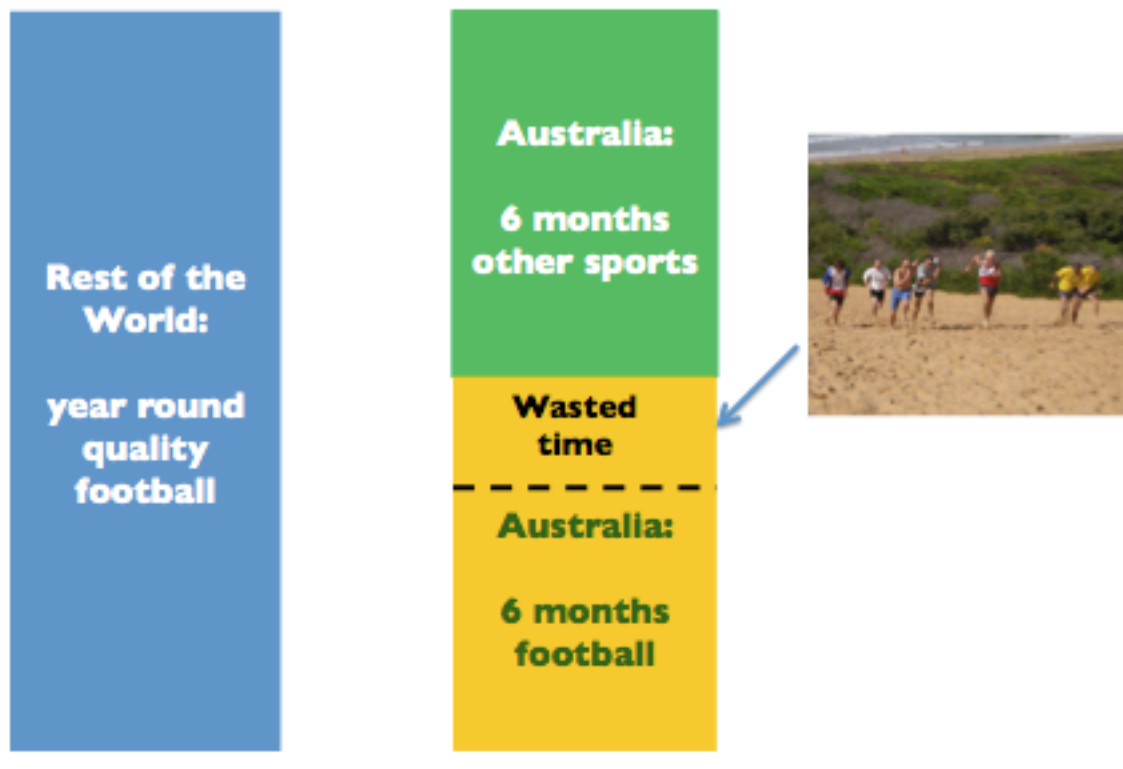 Rest of the
World:
year round
quality
football
Australia:
6 months
other sports
Wasted
time
Australia:
6 months
football